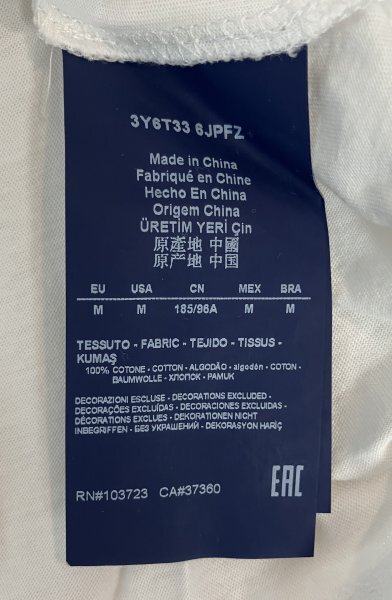 3Y6T33 6JPFZ
Made in China
Fabriqué en Chine
Hecho En China
Origem China
ÜRETİM YERİ Çin
原產地 中國
原产地 中国
EU USA CN MEX BRA
M M 185/96A M M
TESSUTO - FABRIC - TEJIDO - TISSUS -
KUMAŞ
100% COTONE - COTTON - ALGODÃO - algodón - COTON -
BAUMWOLLE - ХЛОПОК - PAMUK
DECORAZIONI ESCLUSE - DECORATIONS EXCLUDED -
DECORAÇÕES EXCLUÍDAS - DECORACIONES EXCLUIDAS -
DÉCORATIONS EXCLUES - DEKORATIONEN NICHT
INBEGRIFFEN - БЕЗ УКРАШЕНИЙ - DEKORASYON HARİÇ
RN#103723 CA#37360
EAC